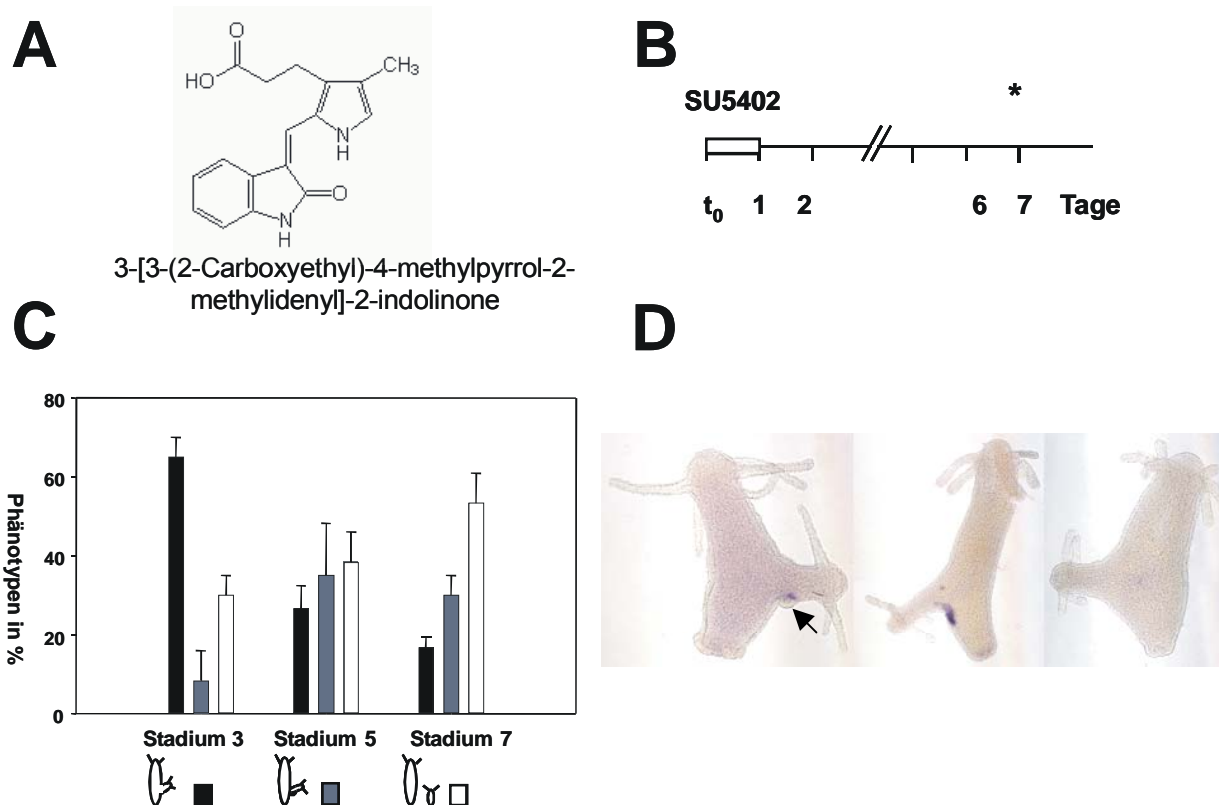 A
O
HO
CH3
N
H
O
N
H
3-[3-(2-Carboxyethyl)-4-methylpyrrol-2-
methylidenyl]-2-indolinone
B
SU5402
*
t0 1 2 6 7 Tage
C
Phänotypen in %
80
60
40
20
0
Stadium 3 Stadium 5 Stadium 7
D